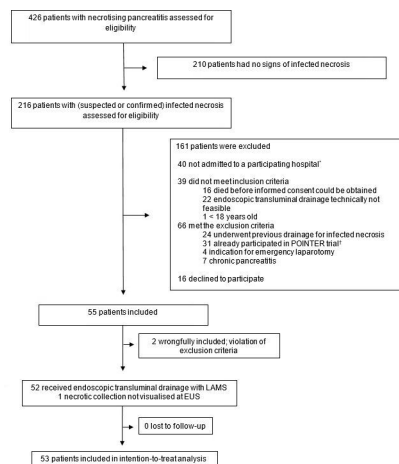 426 patients with necrotising pancreatitis assessed for
eligibility
210 patients had no signs of infected necrosis
216 patients with (suspected or confirmed) infected necrosis
assessed for eligibility
161 patients were excluded
40 not admitted to a participating hospital*
39 did not meet inclusion criteria
16 died before informed consent could be obtained
22 endoscopic transluminal drainage technically not
feasible
1 < 18 years old
66 met the exclusion criteria
24 underwent previous drainage for infected necrosis
31 already participated in POINTER trial†
4 indication for emergency laparotomy
7 chronic pancreatitis
16 declined to participate
55 patients included
2 wrongfully included; violation of
exclusion criteria
52 received endoscopic transluminal drainage with LAMS
1 necrotic collection not visualised at EUS
0 lost to follow-up
53 patients included in intention-to-treat analysis